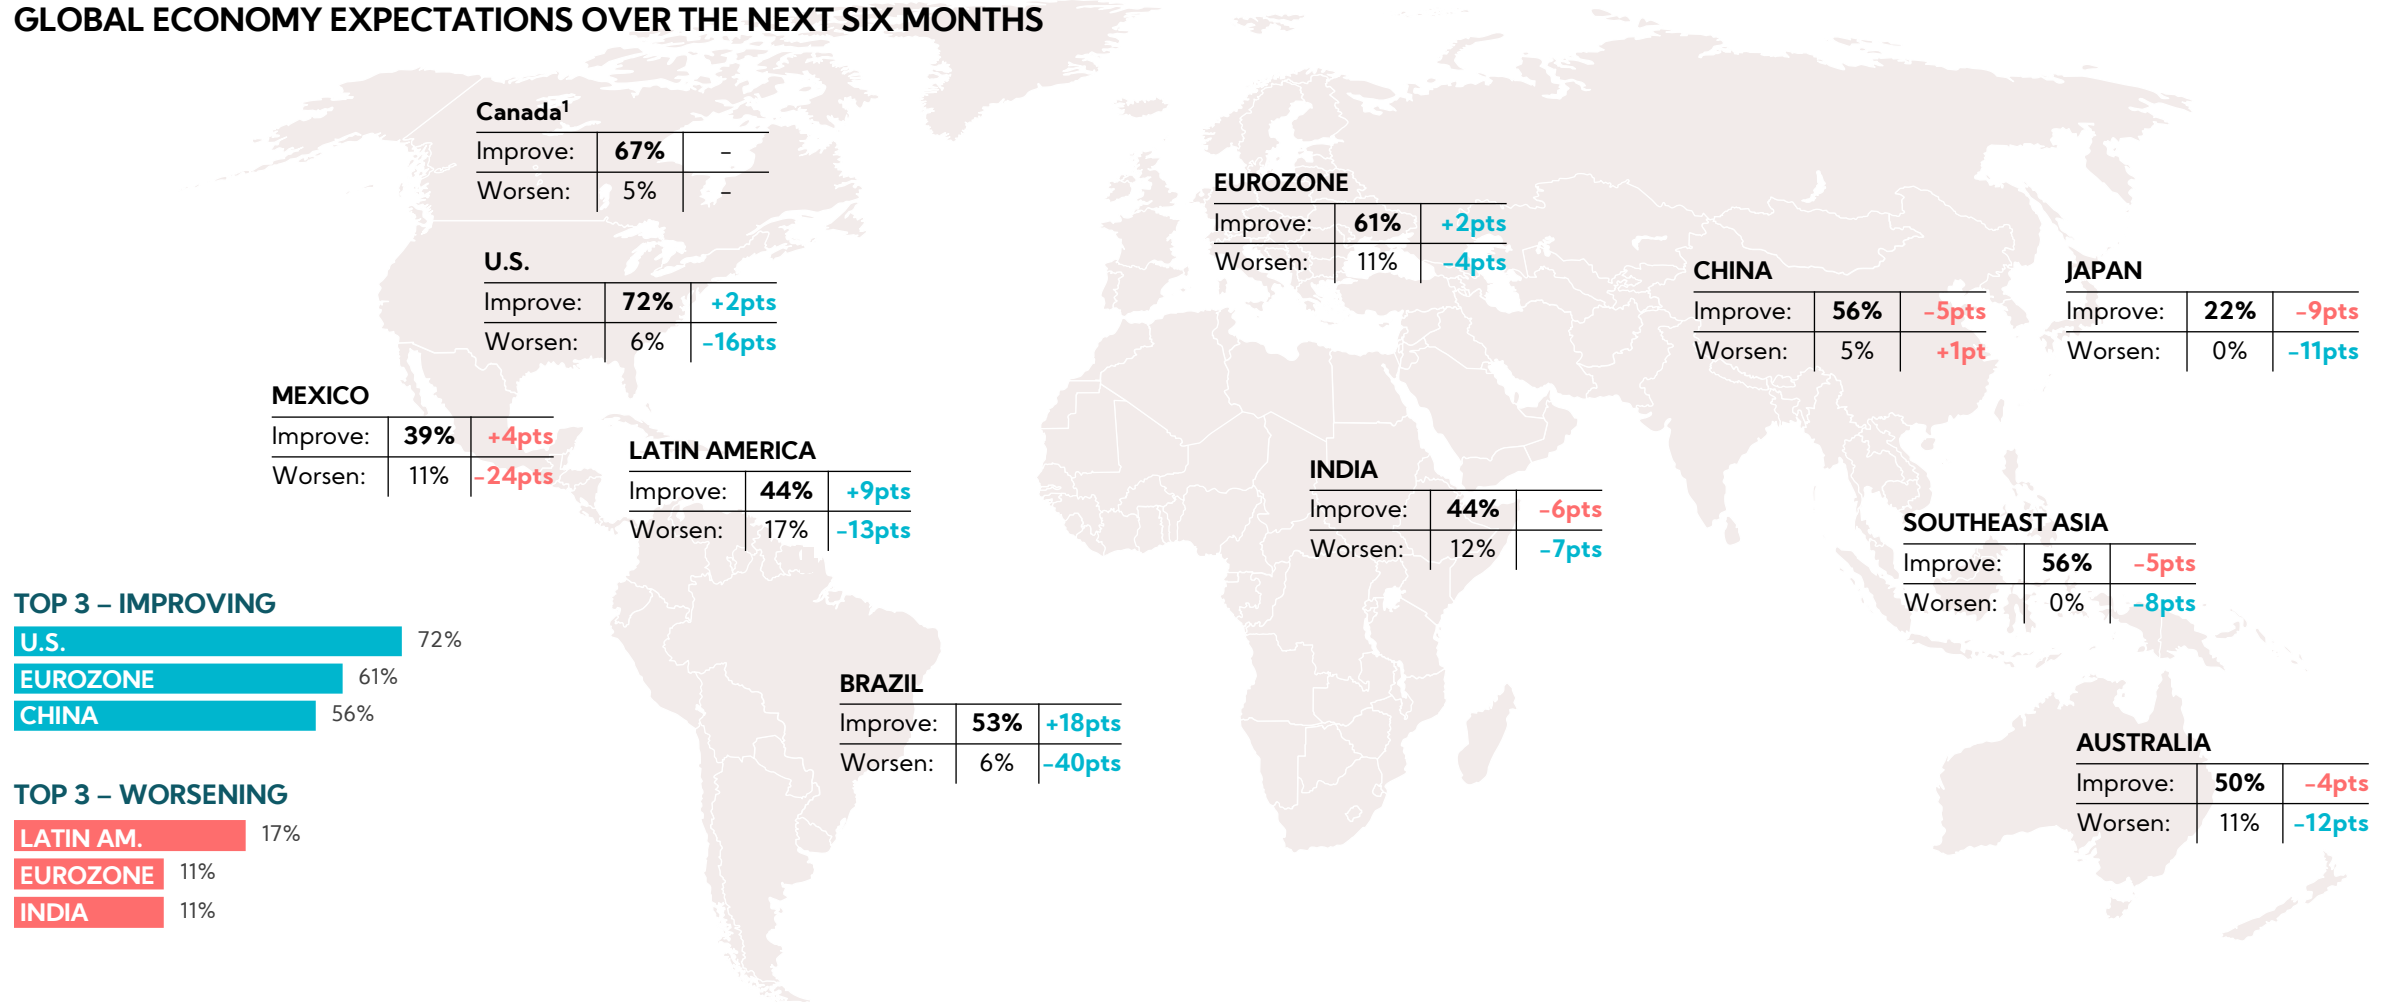 GLOBAL ECONOMY EXPECTATIONS OVER THE NEXT SIX MONTHS
Canada¹
Improve: 67% –
Worsen: 5% –
U.S.
Improve: 72% +2pts
Worsen: 6% -16pts
MEXICO
Improve: 39% +4pts
Worsen: 11% -24pts
LATIN AMERICA
Improve: 44% +9pts
Worsen: 17% -13pts
BRAZIL
Improve: 53% +18pts
Worsen: 6% -40pts
EUROZONE
Improve: 61% +2pts
Worsen: 11% -4pts
INDIA
Improve: 44% -6pts
Worsen: 12% -7pts
CHINA
Improve: 56% -5pts
Worsen: 5% +1pt
JAPAN
Improve: 22% -9pts
Worsen: 0% -11pts
SOUTHEAST ASIA
Improve: 56% -5pts
Worsen: 0% -8pts
AUSTRALIA
Improve: 50% -4pts
Worsen: 11% -12pts
TOP 3 – IMPROVING
U.S. 72%
EUROZONE 61%
CHINA 56%
TOP 3 – WORSENING
LATIN AM. 17%
EUROZONE 11%
INDIA 11%